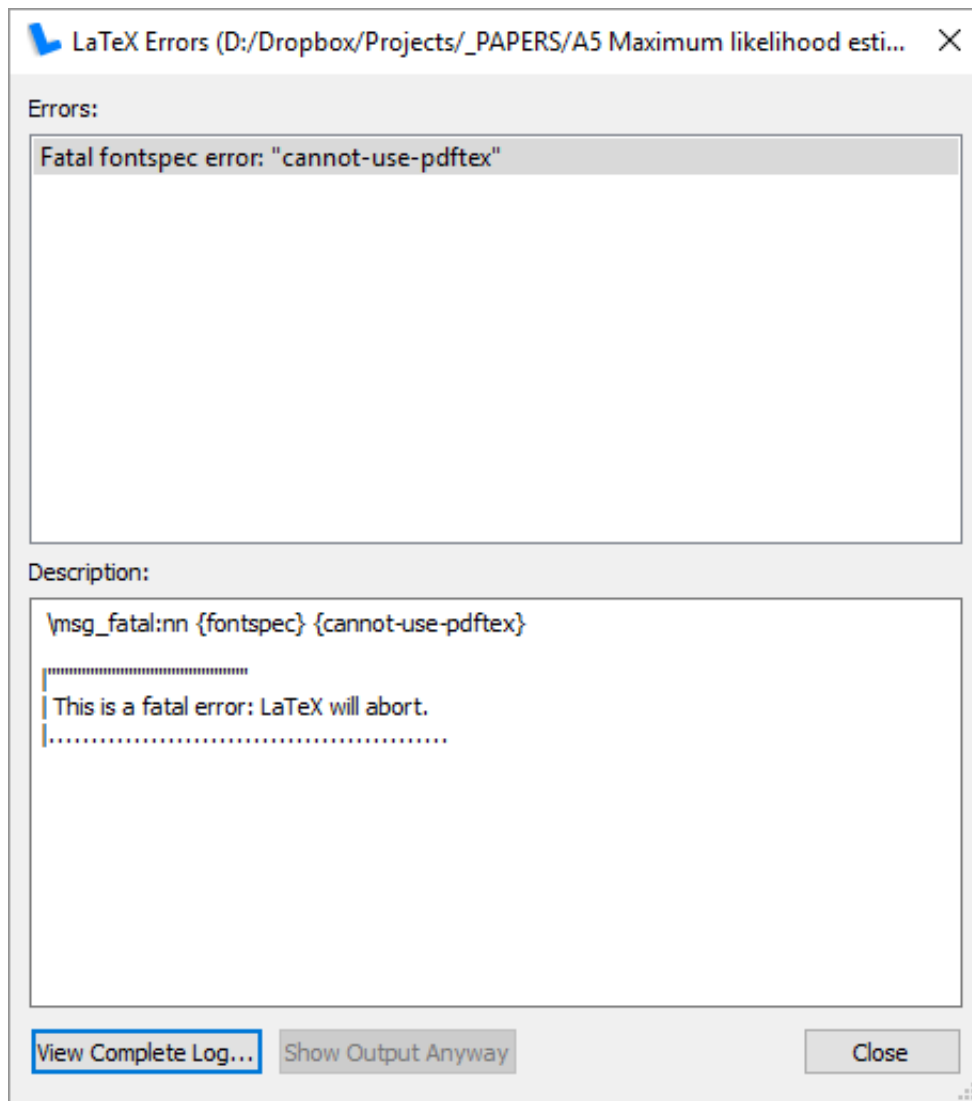 LaTeX Errors (D:/Dropbox/Projects/_PAPERS/A5 Maximum likelihood esti...
Errors:
Fatal fontspec error: "cannot-use-pdftex"
Description:
\msg_fatal:nn {fontspec} {cannot-use-pdftex}
|"""""""""""""""""""""""""""""""""""""""""""""""
| This is a fatal error: LaTeX will abort.
|...............................................
View Complete Log... Show Output Anyway Close